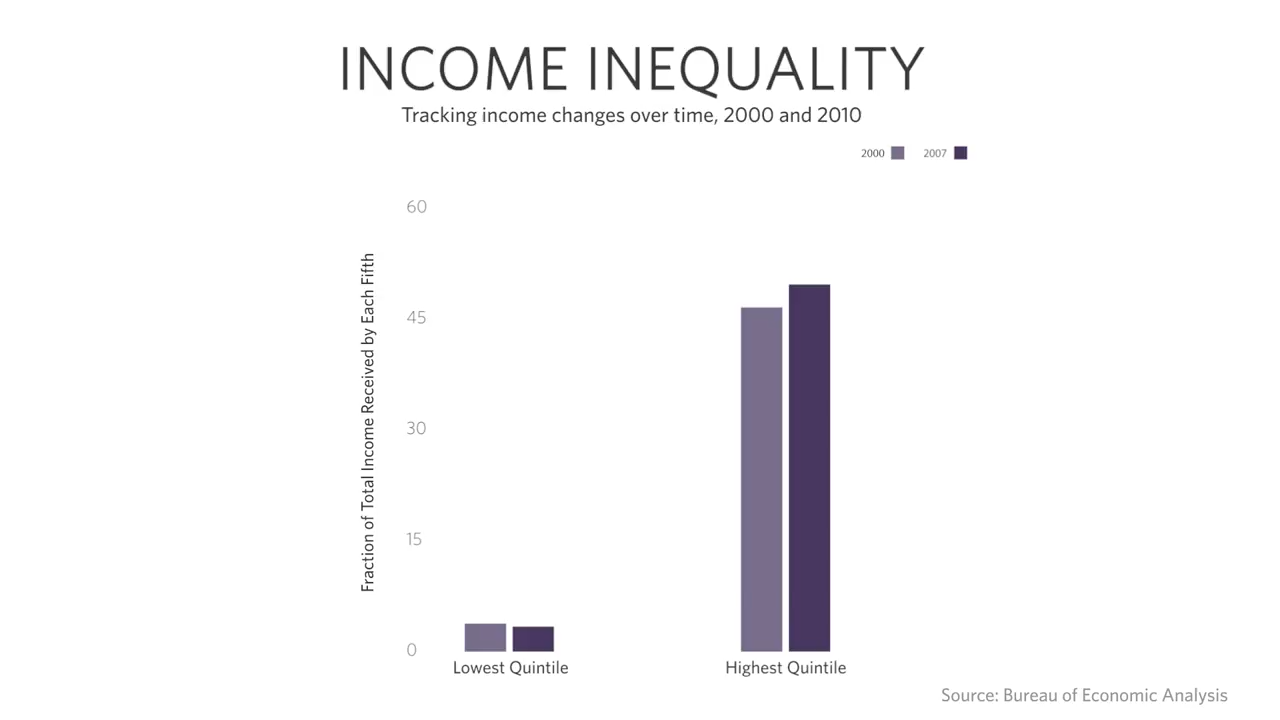 INCOME INEQUALITY
Tracking income changes over time, 2000 and 2010
2000 2007
60
Fraction of Total Income Received by Each Fifth
45
30
15
0
Lowest Quintile Highest Quintile
Source: Bureau of Economic Analysis